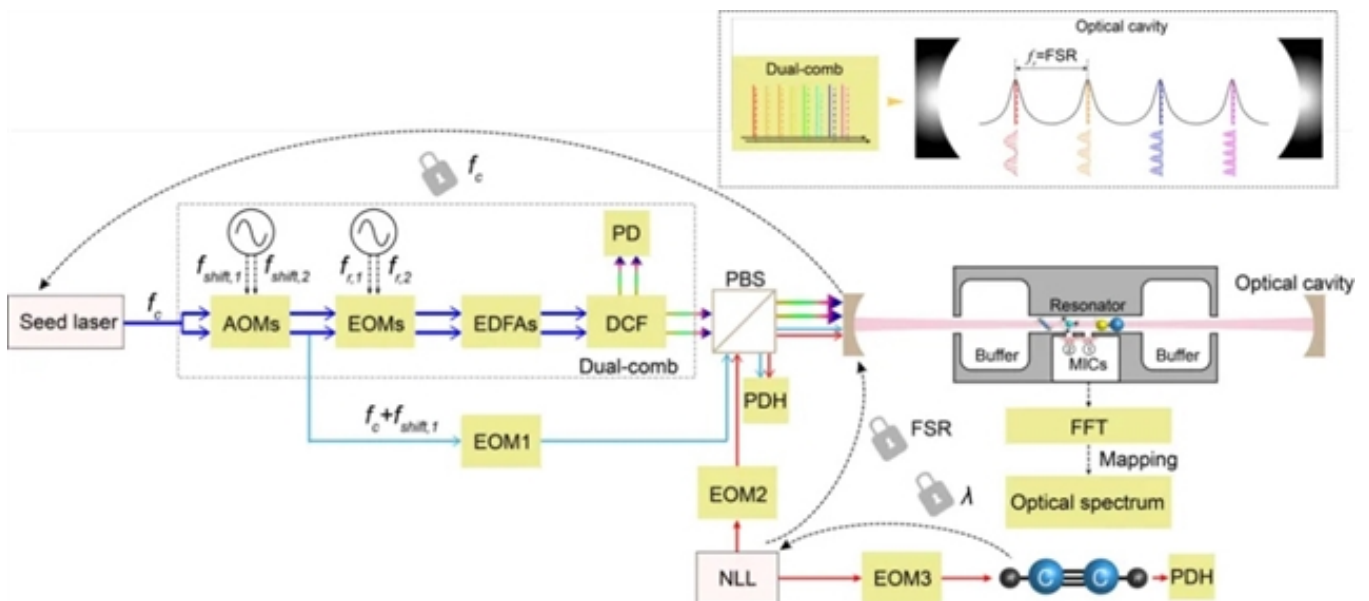 Optical cavity
Dual-comb
fr=FSR
fc
fshift,1
fshift,2
fr,1
fr,2
PD
PBS
fc
Seed laser
AOMs
EOMs
EDFAs
DCF
Dual-comb
Optical cavity
Resonator
Buffer
MICs
Buffer
2
1
PDH
fc+fshift,1
EOM1
FSR
FFT
Mapping
EOM2
λ
Optical spectrum
NLL
EOM3
C
C
PDH